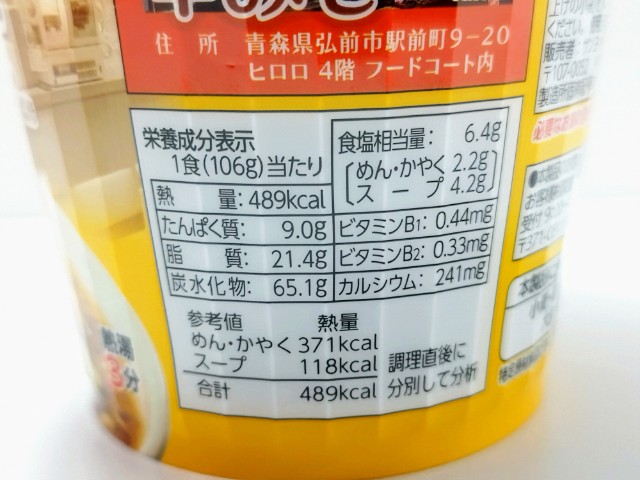 住所 青森県弘前市駅前町9-20
ヒロロ 4階 フードコート内
栄養成分表示
1食(106g)当たり
熱量:489kcal
たんぱく質: 9.0g
脂質: 21.4g
炭水化物: 65.1g
食塩相当量: 6.4g
めん・かやく 2.2g
スープ 4.2g
ビタミンB1: 0.44mg
ビタミンB2: 0.33mg
カルシウム: 241mg
参考値 熱量
めん・かやく 371kcal
スープ 118kcal
合計 489kcal
調理直後に
分別して分析
熱湯
3分